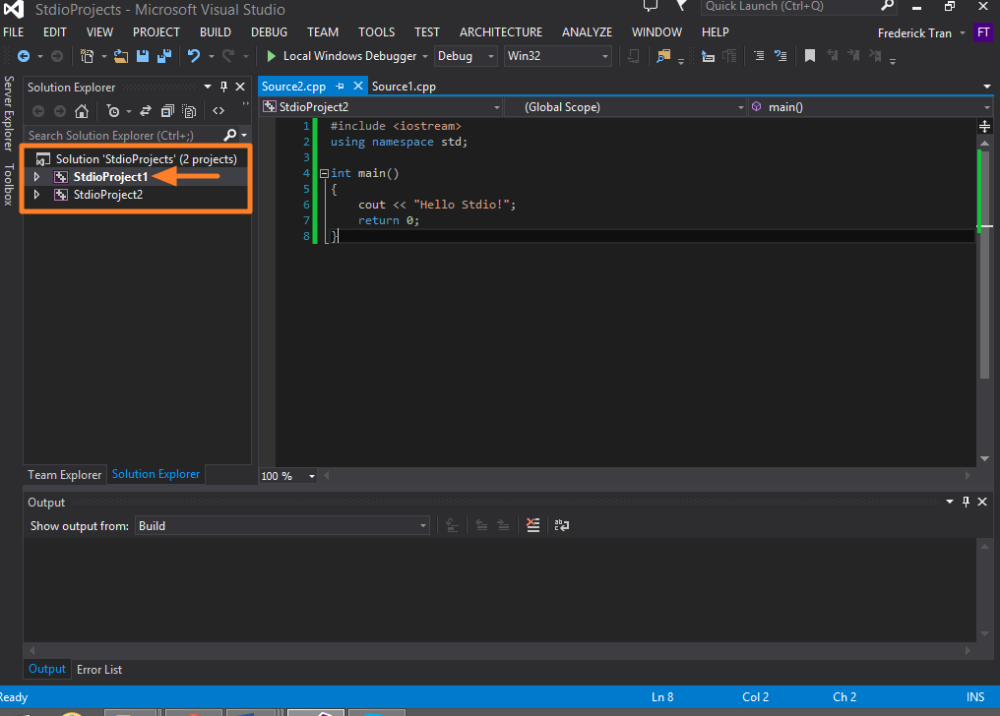 StdioProjects - Microsoft Visual Studio
Quick Launch (Ctrl+Q)
FILE EDIT VIEW PROJECT BUILD DEBUG TEAM TOOLS TEST ARCHITECTURE ANALYZE WINDOW HELP
Frederick Tran FT
Local Windows Debugger Debug Win32
Server Explorer
Toolbox
Solution Explorer
Search Solution Explorer (Ctrl+;)
Solution 'StdioProjects' (2 projects)
StdioProject1
StdioProject2
Team Explorer Solution Explorer
Source2.cpp Source1.cpp
StdioProject2 (Global Scope) main()
1 #include <iostream>
2 using namespace std;
3
4 int main()
5 {
6 cout << "Hello Stdio!";
7 return 0;
8 }
100 %
Output
Show output from: Build
Output Error List
Ready Ln 8 Col 2 Ch 2 INS